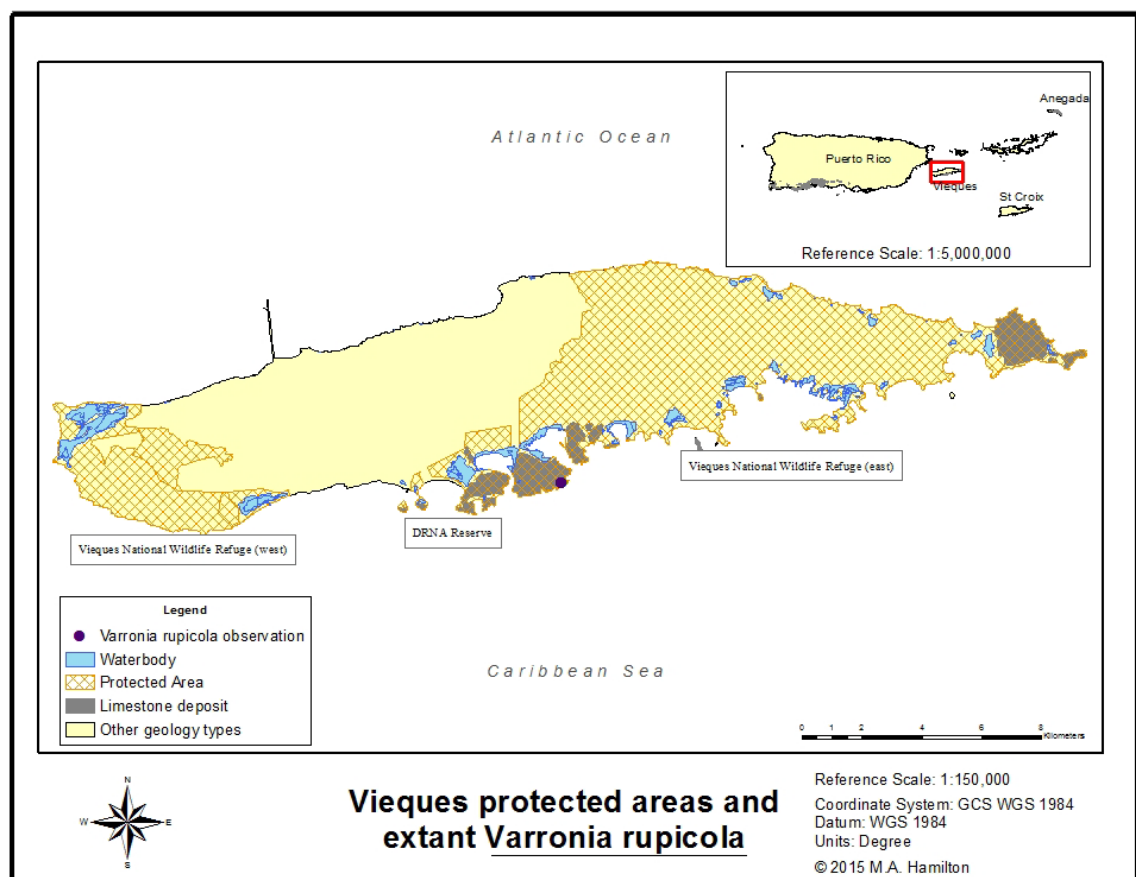 Atlantic Ocean
Anegada
Puerto Rico
Vieques
St Croix
Reference Scale: 1:5,000,000
Vieques National Wildlife Refuge (east)
DRNA Reserve
Vieques National Wildlife Refuge (west)
Legend
Varronia rupicola observation
Waterbody
Protected Area
Limestone deposit
Other geology types
Caribbean Sea
0 1 2 4 6 8
Kilometers
N
W E
S
Vieques protected areas and
extant Varronia rupicola
Reference Scale: 1:150,000
Coordinate System: GCS WGS 1984
Datum: WGS 1984
Units: Degree
© 2015 M.A. Hamilton